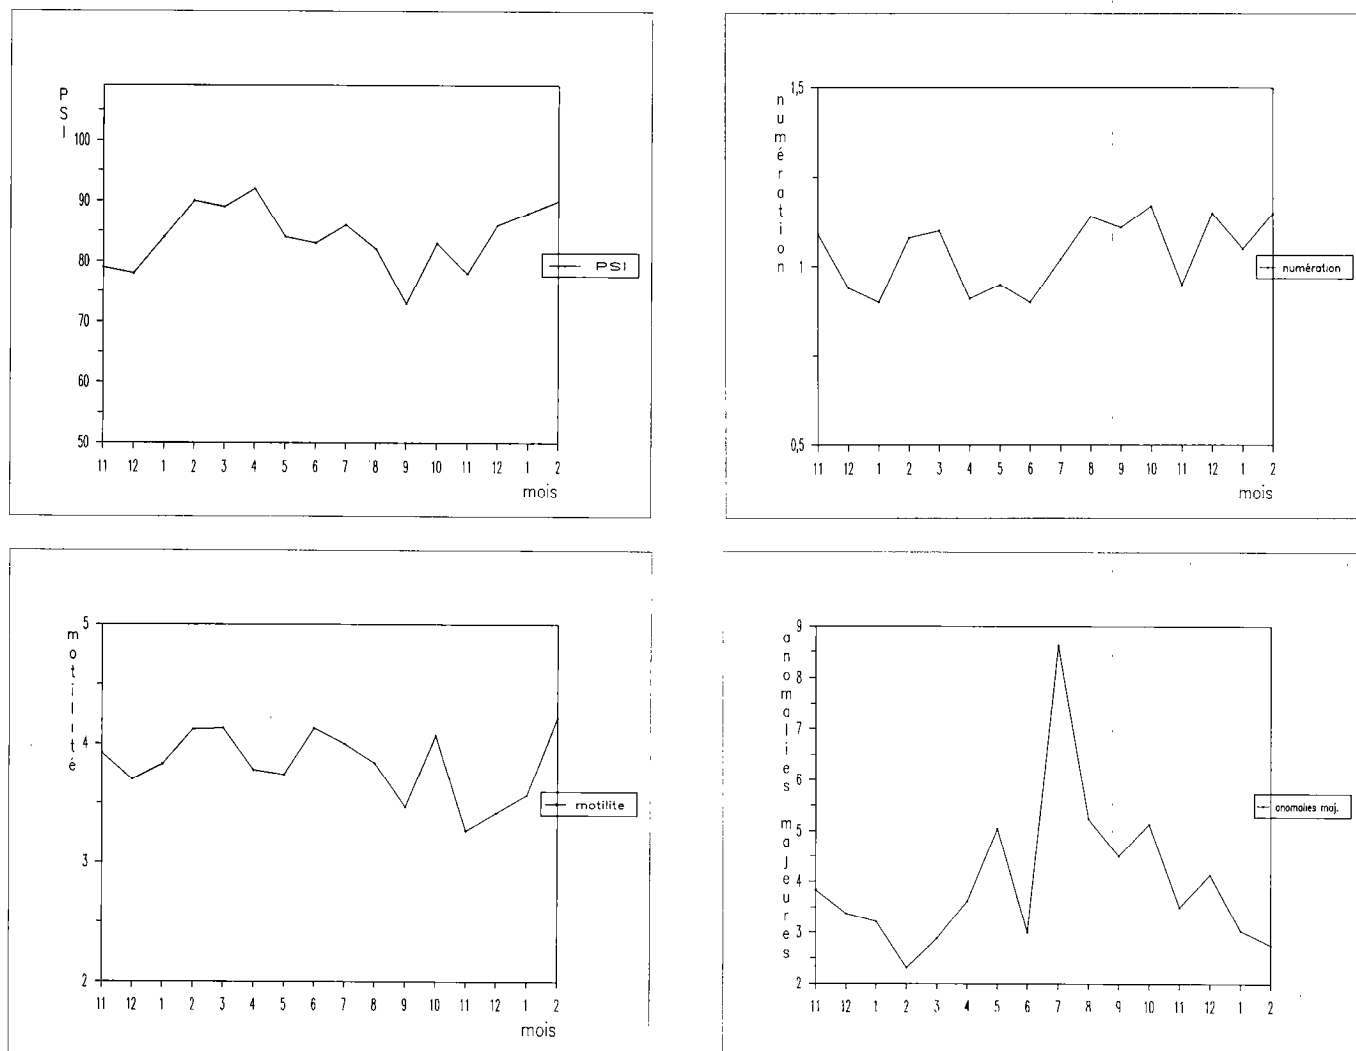 PSI
100
90
80
70
60
50
11 12 1 2 3 4 5 6 7 8 9 10 11 12 1 2
mois
PSI
numération
1,5
1
0,5
11 12 1 2 3 4 5 6 7 8 9 10 11 12 1 2
mois
numération
motilité
5
4
3
2
11 12 1 2 3 4 5 6 7 8 9 10 11 12 1 2
mois
motilite
anomalies majeures
9
8
7
6
5
4
3
2
11 12 1 2 3 4 5 6 7 8 9 10 11 12 1 2
anomalies maj.